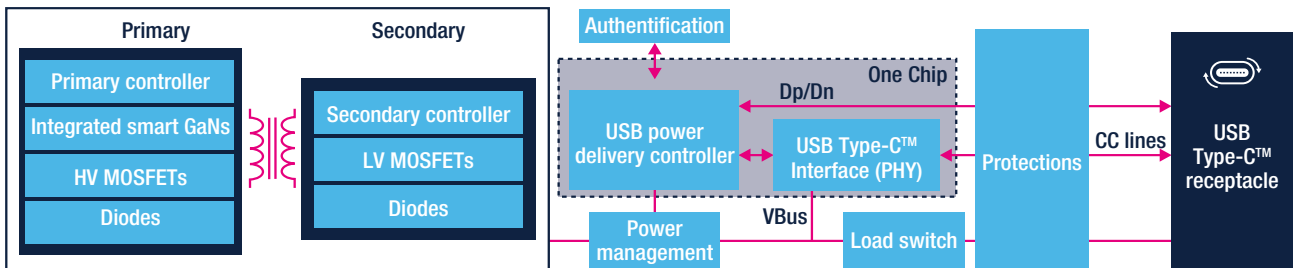 Primary
Primary controller
Integrated smart GaNs
HV MOSFETs
Diodes
Secondary
Secondary controller
LV MOSFETs
Diodes
Authentification
One Chip
Dp/Dn
USB power
delivery controller
USB Type-C™
Interface (PHY)
VBus
Power
management
Load switch
Protections
CC lines
USB
Type-C™
receptacle